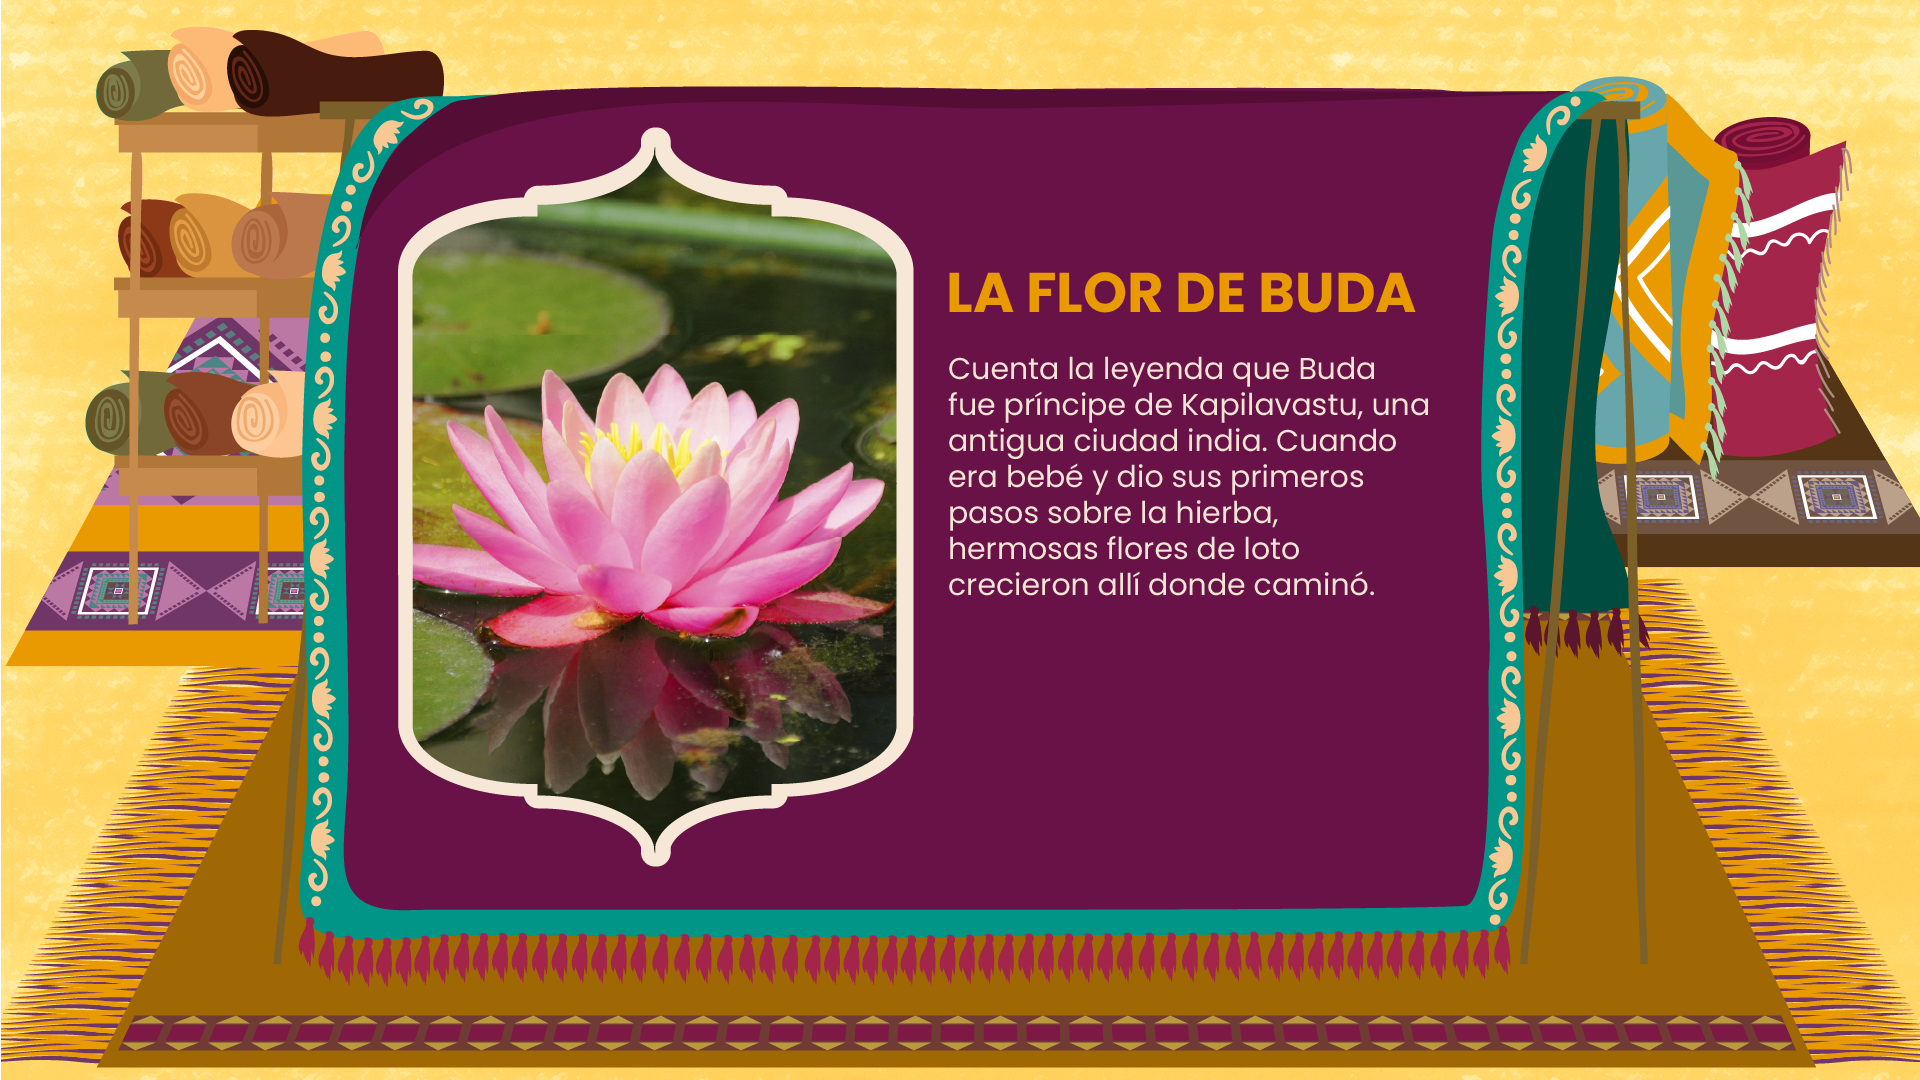 LA FLOR DE BUDA
Cuenta la leyenda que Buda
fue príncipe de Kapilavastu, una
antigua ciudad india. Cuando
era bebé y dio sus primeros
pasos sobre la hierba,
hermosas flores de loto
crecieron allí donde caminó.